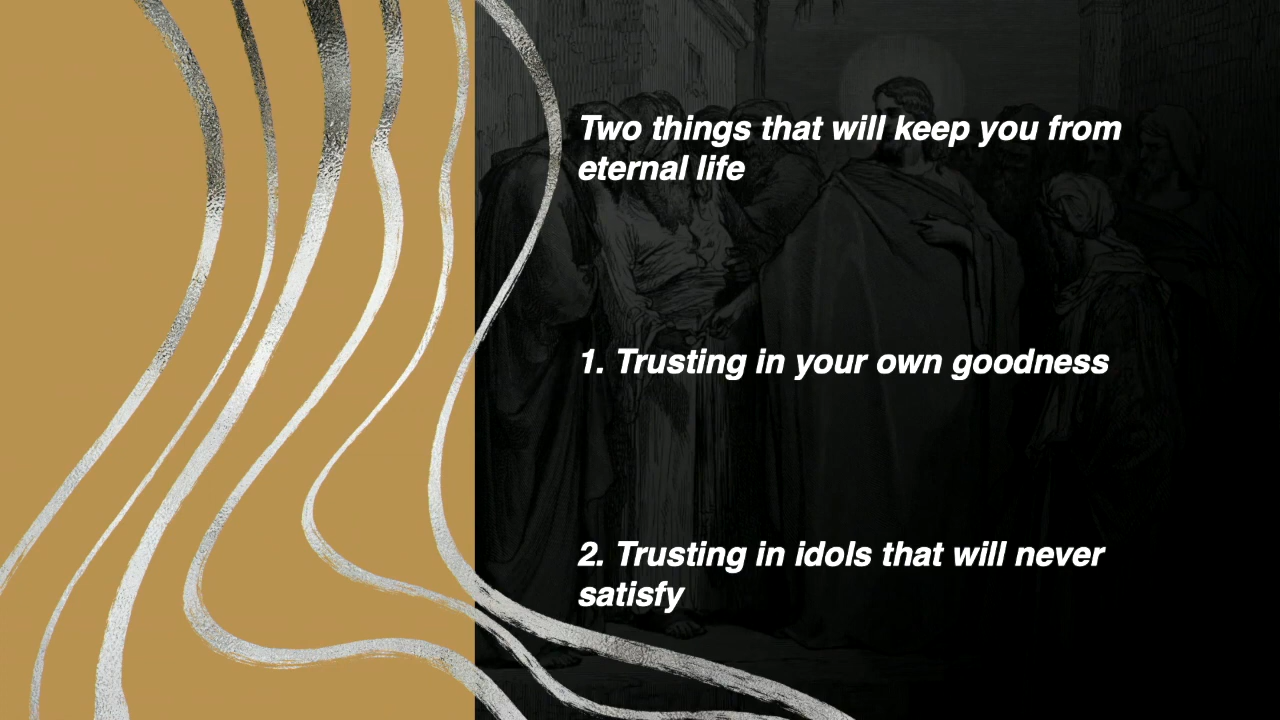 Two things that will keep you from
eternal life
1. Trusting in your own goodness
2. Trusting in idols that will never
satisfy